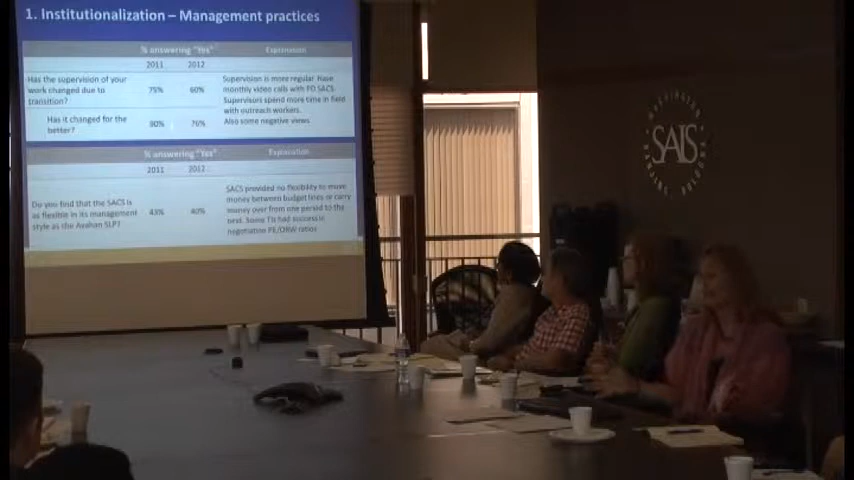 1. Institutionalization – Management practices
% answering "Yes" Explanation
2011 2012
Has the supervision of your
work changed due to
transition?
75% 60%
Supervision is more regular. Have
monthly video calls with PD SACS.
Supervisors spend more time in field
with outreach workers.
Also some negative views
Has it changed for the
better?
90% 76%
% answering "Yes" Explanation
2011 2012
Do you find that the SACS is
as flexible in its management
style as the Avahan SLP?
43% 40%
SACS provided no flexibility to move
money between budget lines or carry
money over from one period to the
next. Some TIs had success in
negotiating PE/ORW ratios
WASHINGTON
SAIS
NANJING BOLOGNA